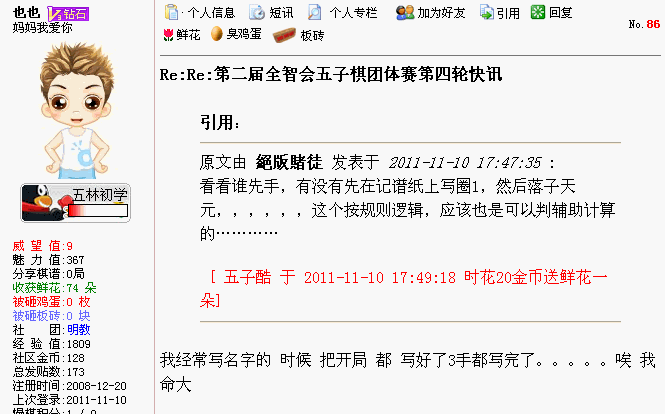 也也 钻石
妈妈我爱你
五林初学
威 望 值:9
魅 力 值:367
分享棋谱:0局
收获鲜花:74 朵
被砸鸡蛋:0 枚
被砸板砖:0 块
社    团:明教
经 验 值:1809
社区金币:128
总发贴数:173
注册时间:2008-12-20
上次登录:2011-11-10
个人信息 短讯 个人专栏 加为好友 引用 回复
鲜花 臭鸡蛋 板砖
No.86
Re:Re:第二届全智会五子棋团体赛第四轮快讯
引用：
原文由 絕版賭徒 发表于 2011-11-10 17:47:35 :
看看谁先手，有没有先在记谱纸上写圈1，然后落子天
元，，，，，，这个按规则逻辑，应该也是可以判辅助计算
的…………
[ 五子酷 于 2011-11-10 17:49:18 时花20金币送鲜花一
朵]
我经常写名字的 时候 把开局 都 写好了3手都写完了。。。。。唉 我
命大